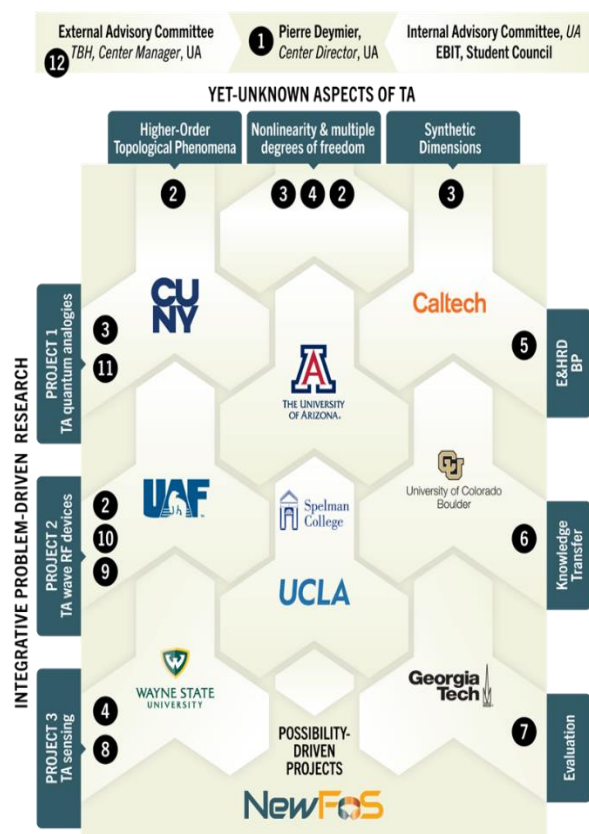 External Advisory Committee
TBH, Center Manager, UA
12
1
Pierre Deymier,
Center Director, UA
Internal Advisory Committee, UA
EBIT, Student Council
YET-UNKNOWN ASPECTS OF TA
Higher-Order
Topological Phenomena
Nonlinearity & multiple
degrees of freedom
Synthetic
Dimensions
2
3 4 2
3
INTEGRATIVE PROBLEM-DRIVEN RESEARCH
PROJECT 1
TA quantum analogies
3
11
CU
NY
A
THE UNIVERSITY
OF ARIZONA®
Caltech
5
E&HRD
BP
PROJECT 2
TA wave RF devices
2
10
9
UAF
Spelman
College
UCLA
CU
University of Colorado
Boulder
6
Knowledge
Transfer
PROJECT 3
TA sensing
4
8
W
WAYNE STATE
UNIVERSITY
Georgia
Tech
7
Evaluation
POSSIBILITY-
DRIVEN
PROJECTS
NewFoS